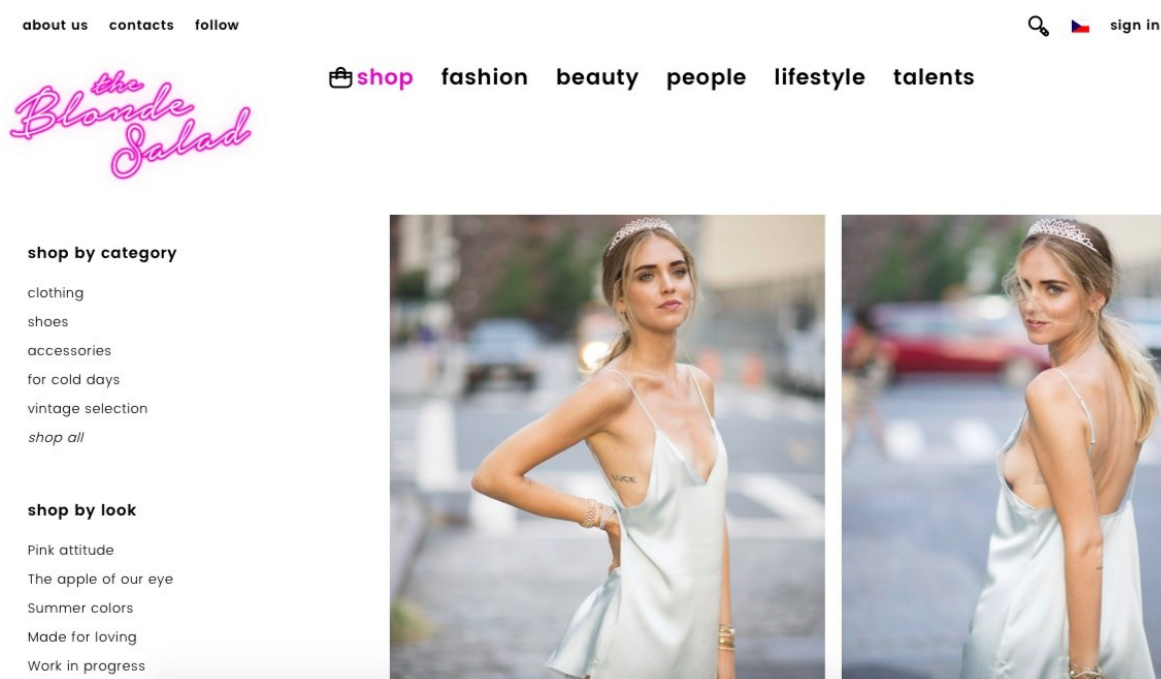 about us contacts follow
sign in
the
Blonde
Salad
shop fashion beauty people lifestyle talents
shop by category
clothing
shoes
accessories
for cold days
vintage selection
shop all
shop by look
Pink attitude
The apple of our eye
Summer colors
Made for loving
Work in progress
LUCE